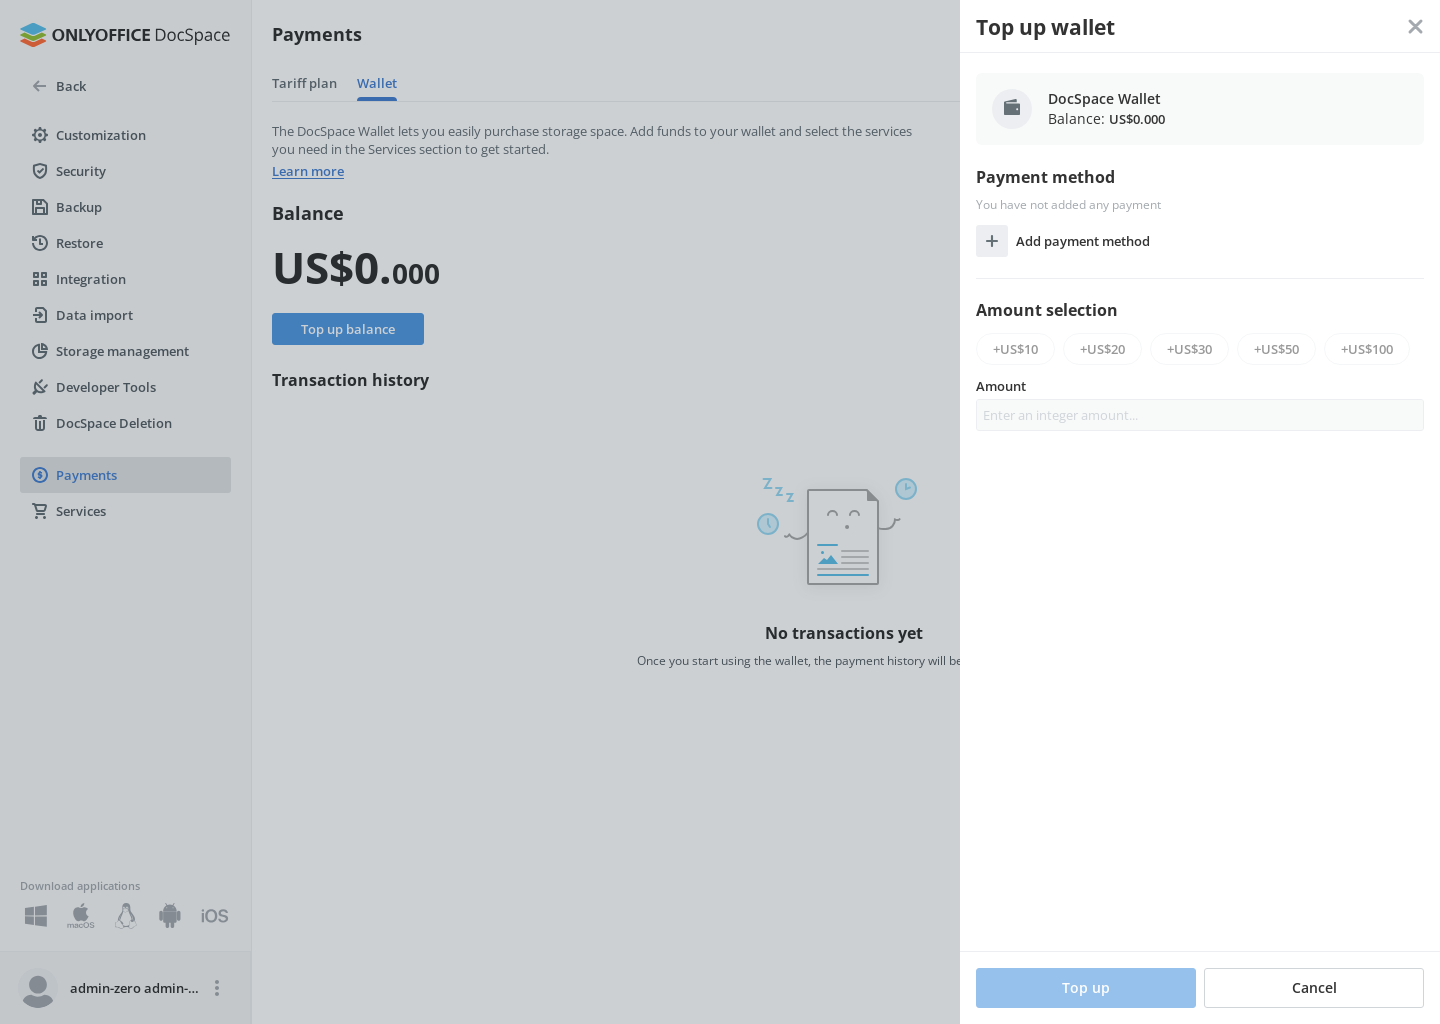 ONLYOFFICE DocSpace
Back
Customization
Security
Backup
Restore
Integration
Data import
Storage management
Developer Tools
DocSpace Deletion
Payments
Services
Download applications
macOS
iOS
admin-zero admin-...
Payments
Tariff plan
Wallet
The DocSpace Wallet lets you easily purchase storage space. Add funds to your wallet and select the services
you need in the Services section to get started.
Learn more
Balance
US$0.000
Top up balance
Transaction history
Z z z
No transactions yet
Once you start using the wallet, the payment history will be
Top up wallet
DocSpace Wallet
Balance: US$0.000
Payment method
You have not added any payment
Add payment method
Amount selection
+US$10
+US$20
+US$30
+US$50
+US$100
Amount
Enter an integer amount...
Top up
Cancel